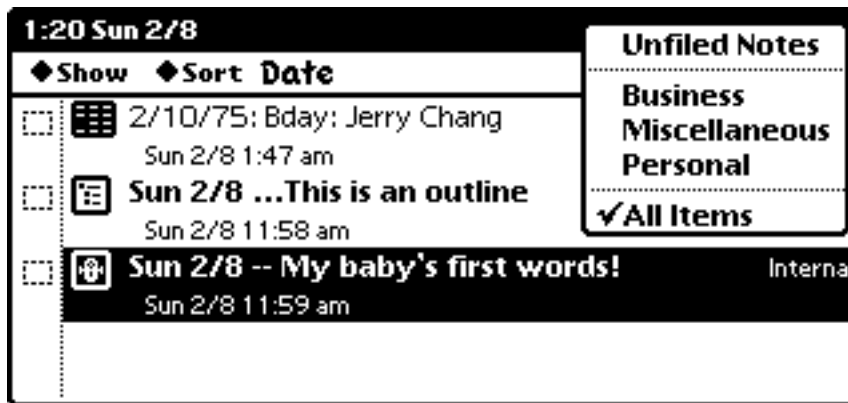 1:20 Sun 2/8
Unfiled Notes
Business
Miscellaneous
Personal
✓All Items
◆Show ◆Sort Date
2/10/75: Bday: Jerry Chang
Sun 2/8 1:47 am
Sun 2/8 ...This is an outline
Sun 2/8 11:58 am
Sun 2/8 -- My baby's first words! Interna
Sun 2/8 11:59 am